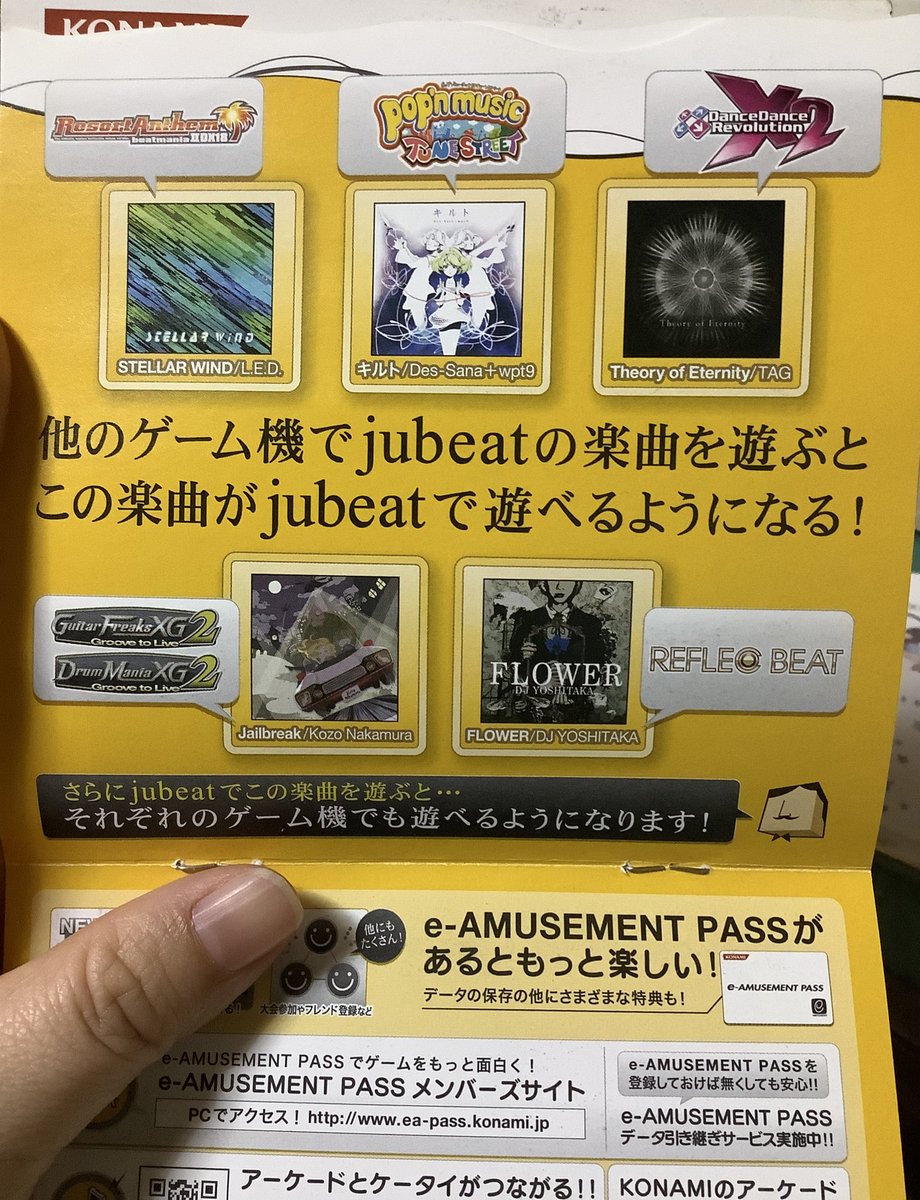 KONAMI
Resort Anthem
beatmania IIDX 18
pop'n music
TUNE STREET
DanceDance
Revolution X2
STELLAR WiND
キルト
Des-Sana+wpt9
Theory of Eternity
STELLAR WIND/L.E.D.
キルト/Des-Sana+wpt9
Theory of Eternity/TAG
他のゲーム機でjubeatの楽曲を遊ぶと
この楽曲がjubeatで遊べるようになる!
GuitarFreaksXG2
Groove to Live
DrumManiaXG2
Groove to Live
FLOWER
DJ YOSHITAKA
REFLEC BEAT
Jailbreak/Kozo Nakamura
FLOWER/DJ YOSHITAKA
さらにjubeatでこの楽曲を遊ぶと…
それぞれのゲーム機でも遊べるようになります!
他にも
たくさん!
大会参加やフレンド登録など
e-AMUSEMENT PASSが
あるともっと楽しい!
データの保存の他にさまざまな特典も!
KONAMI
e-AMUSEMENT PASS
e-AMUSEMENT PASSでゲームをもっと面白く!
e-AMUSEMENT PASS メンバーズサイト
PCでアクセス! http://www.ea-pass.konami.jp
e-AMUSEMENT PASSを
登録しておけば無くしても安心!!
e-AMUSEMENT PASS
データ引き継ぎサービス実施中!!
アーケードとケータイがつながる!!
KONAMIのアーケード